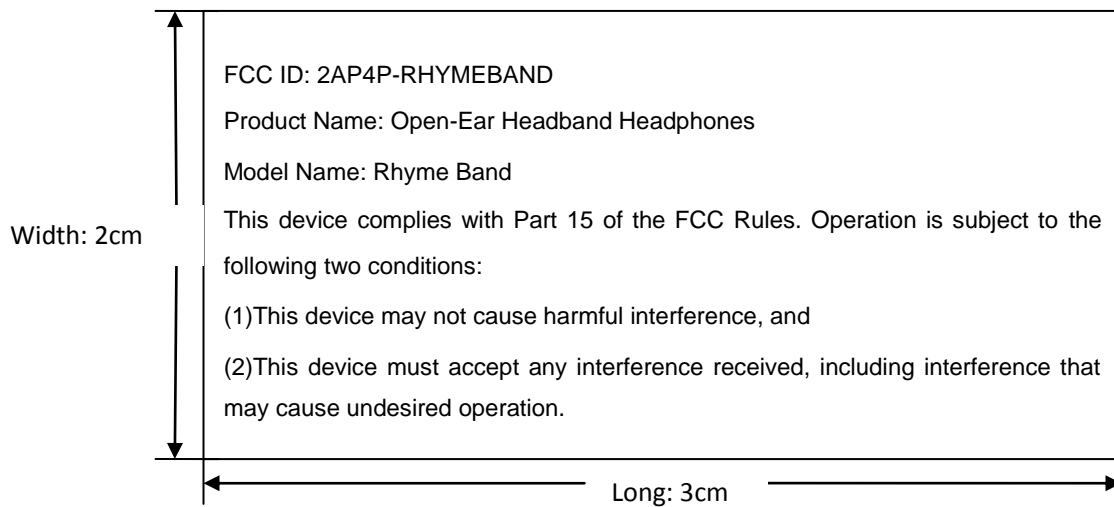 FCC ID: 2AP4P-RHYMEBAND
Product Name: Open-Ear Headband Headphones
Model Name: Rhyme Band
This device complies with Part 15 of the FCC Rules. Operation is subject to the
following two conditions:
(1)This device may not cause harmful interference, and
(2)This device must accept any interference received, including interference that
may cause undesired operation.
Width: 2cm
Long: 3cm